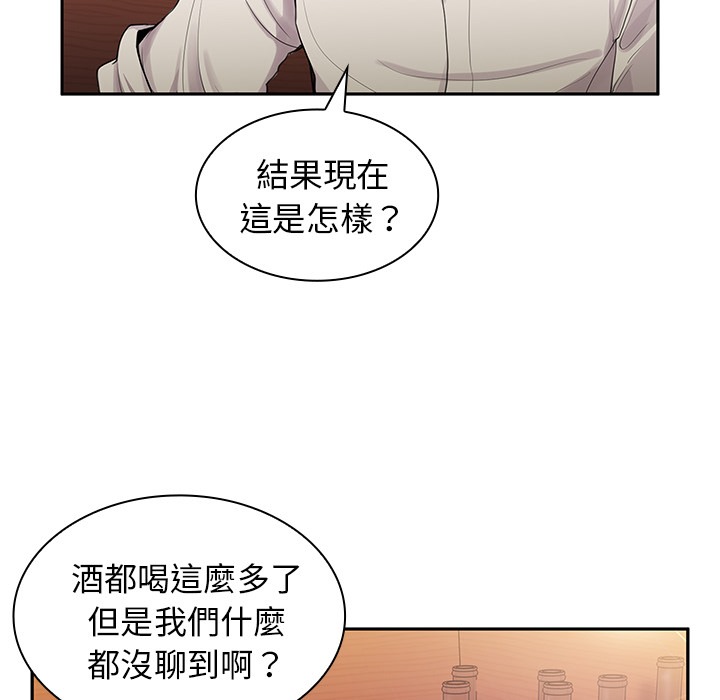 結果現在
這是怎樣？
酒都喝這麼多了
但是我們什麼
都沒聊到啊？